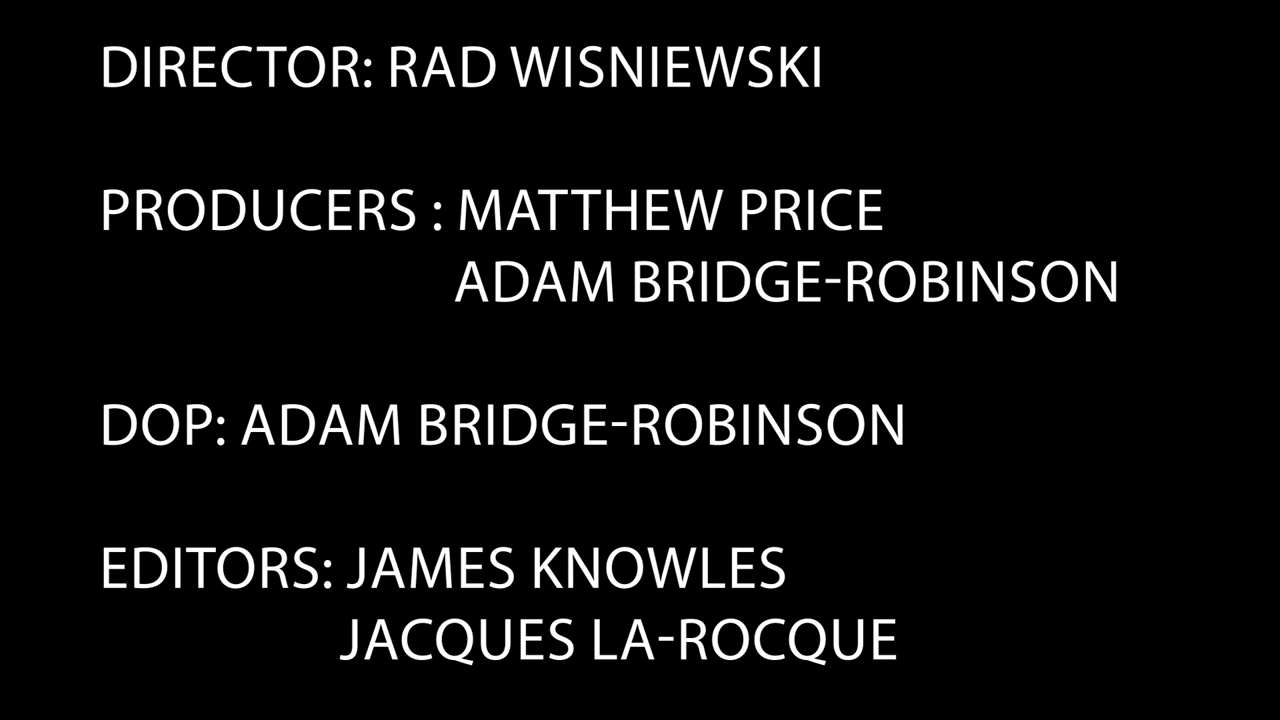 DIRECTOR: RAD WISNIEWSKI
PRODUCERS : MATTHEW PRICE
ADAM BRIDGE-ROBINSON
DOP: ADAM BRIDGE-ROBINSON
EDITORS: JAMES KNOWLES
JACQUES LA-ROCQUE